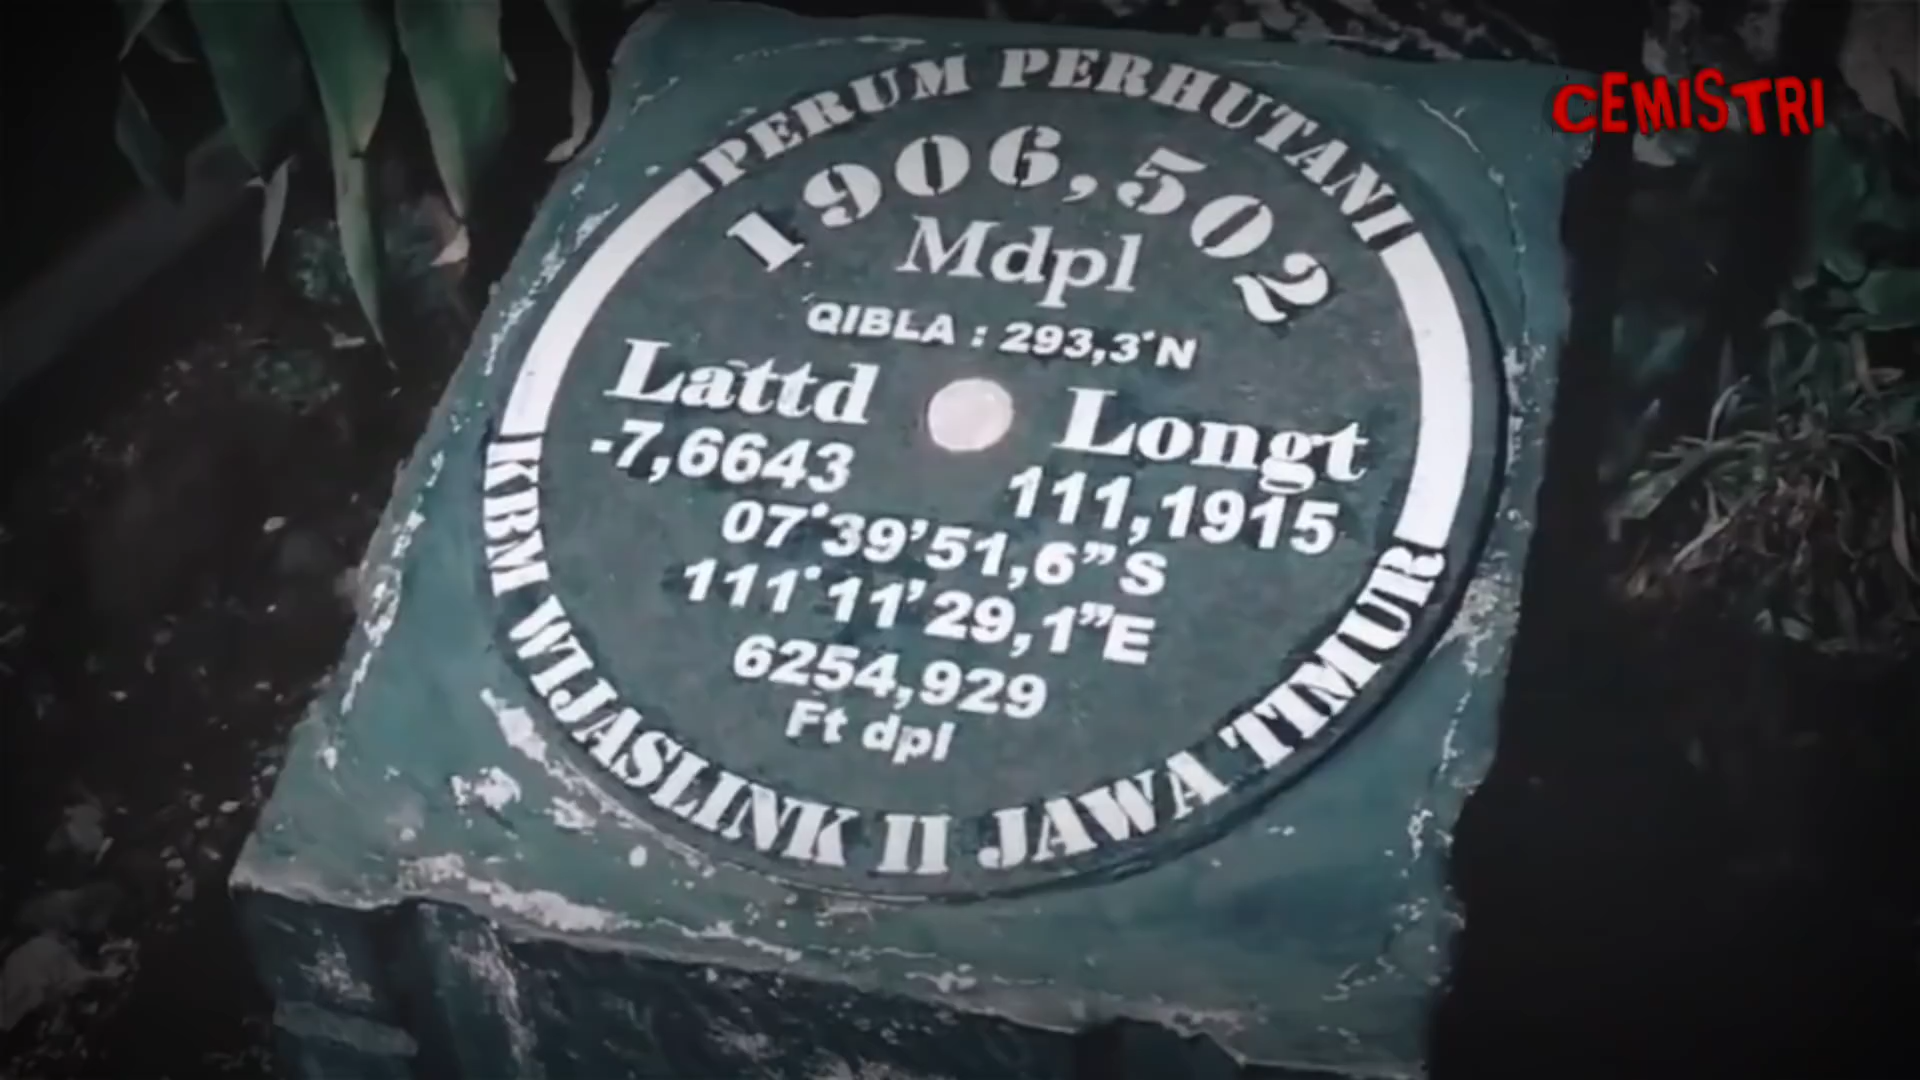 CEMISTRI
PERUM PERHUTANI
1906,502
Mdpl
QIBLA : 293,3°N
Lattd Longt
-7,6643 111,1915
07°39’51,6”S
111°11’29,1”E
6254,929
Ft dpl
KBM WIJASLINK II JAWA TIMUR